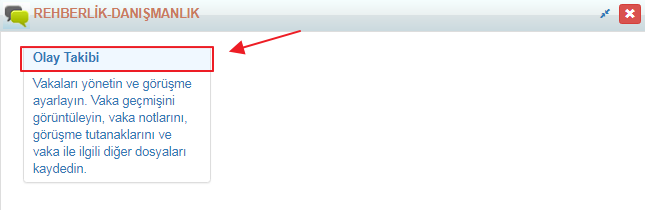 REHBERLİK-DANIŞMANLIK
Olay Takibi
Vakaları yönetin ve görüşme
ayarlayın. Vaka geçmişini
görüntüleyin, vaka notlarını,
görüşme tutanaklarını ve
vaka ile ilgili diğer dosyaları
kaydedin.